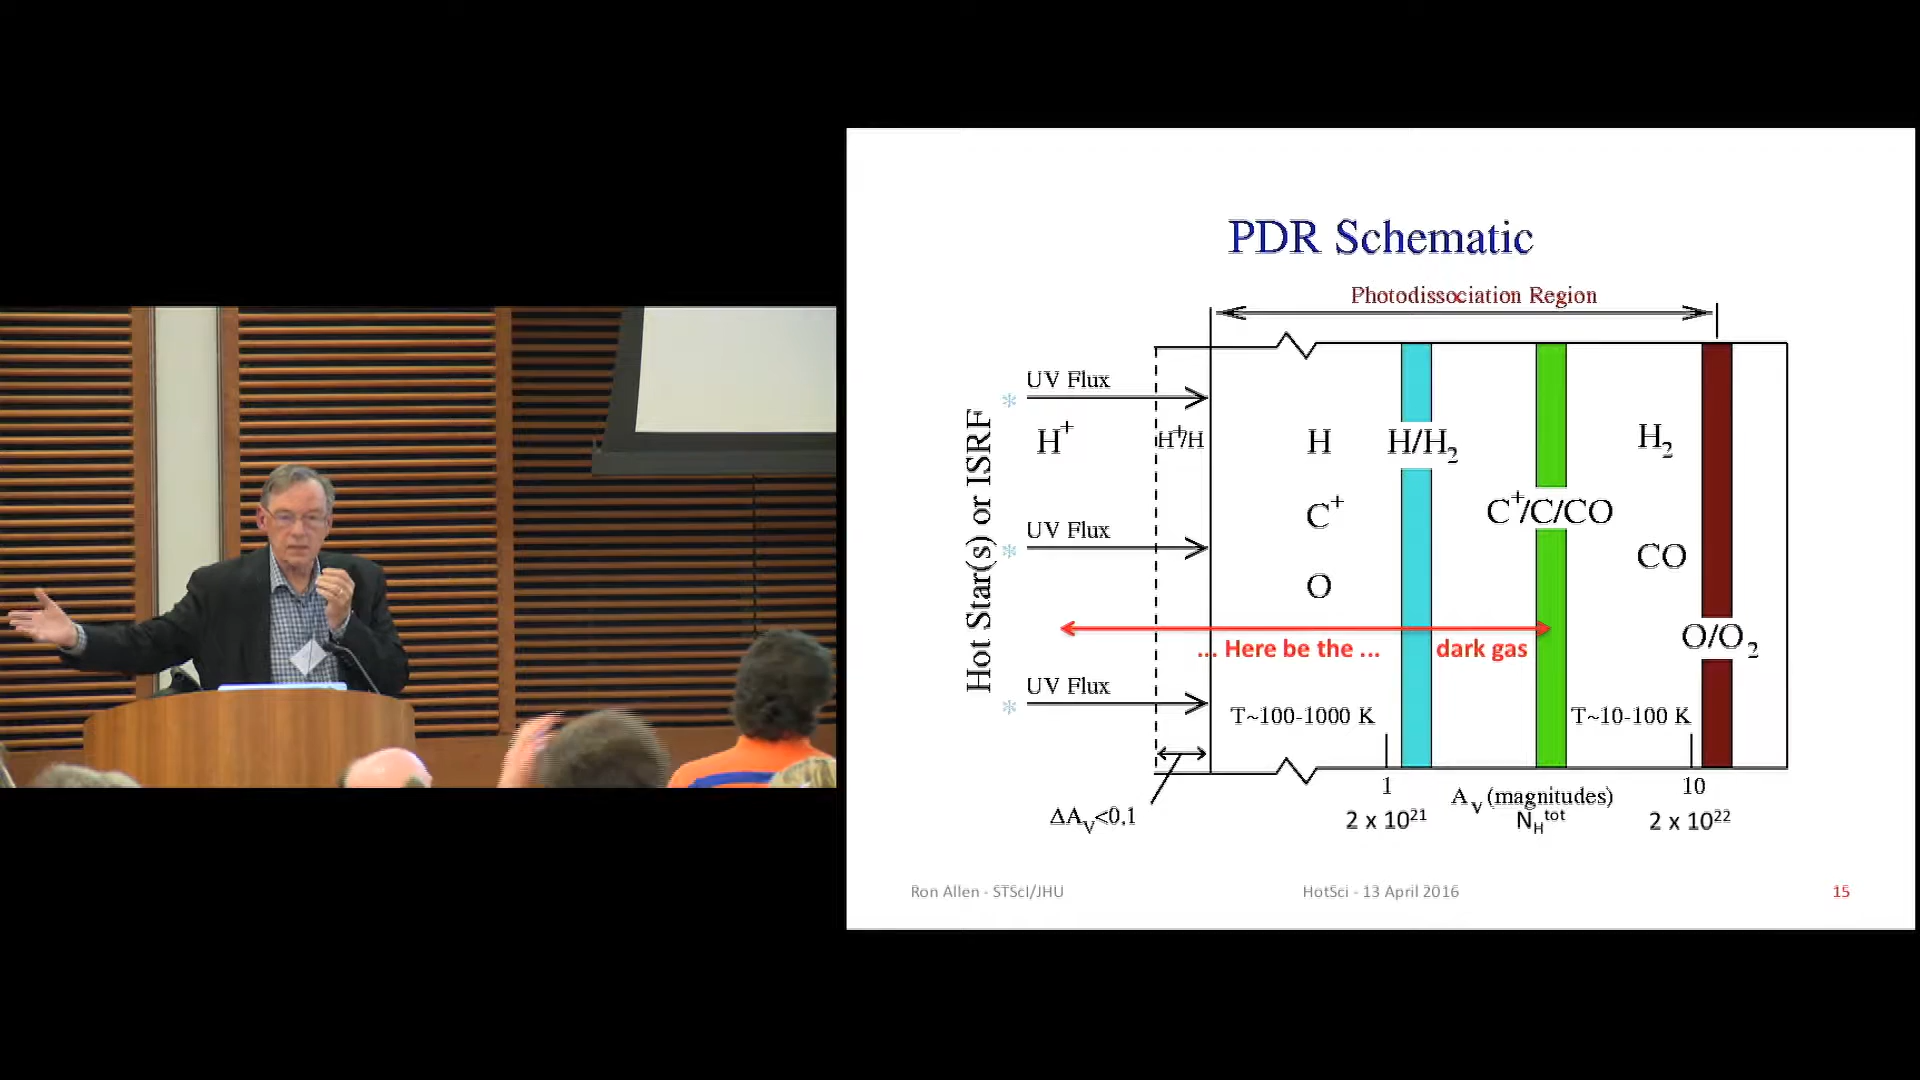 PDR Schematic
Photodissociation Region
Hot Star(s) or ISRF
UV Flux
H⁺
H⁺/H
H
H/H₂
H₂
UV Flux
C⁺
C⁺/C/CO
CO
O
O/O₂
... Here be the ... dark gas
UV Flux
T~100-1000 K
T~10-100 K
ΔAᵥ<0,1
1
Aᵥ (magnitudes)
10
2 x 10²¹
N_H^tot
2 x 10²²
Ron Allen - STScI/JHU
HotSci - 13 April 2016
15